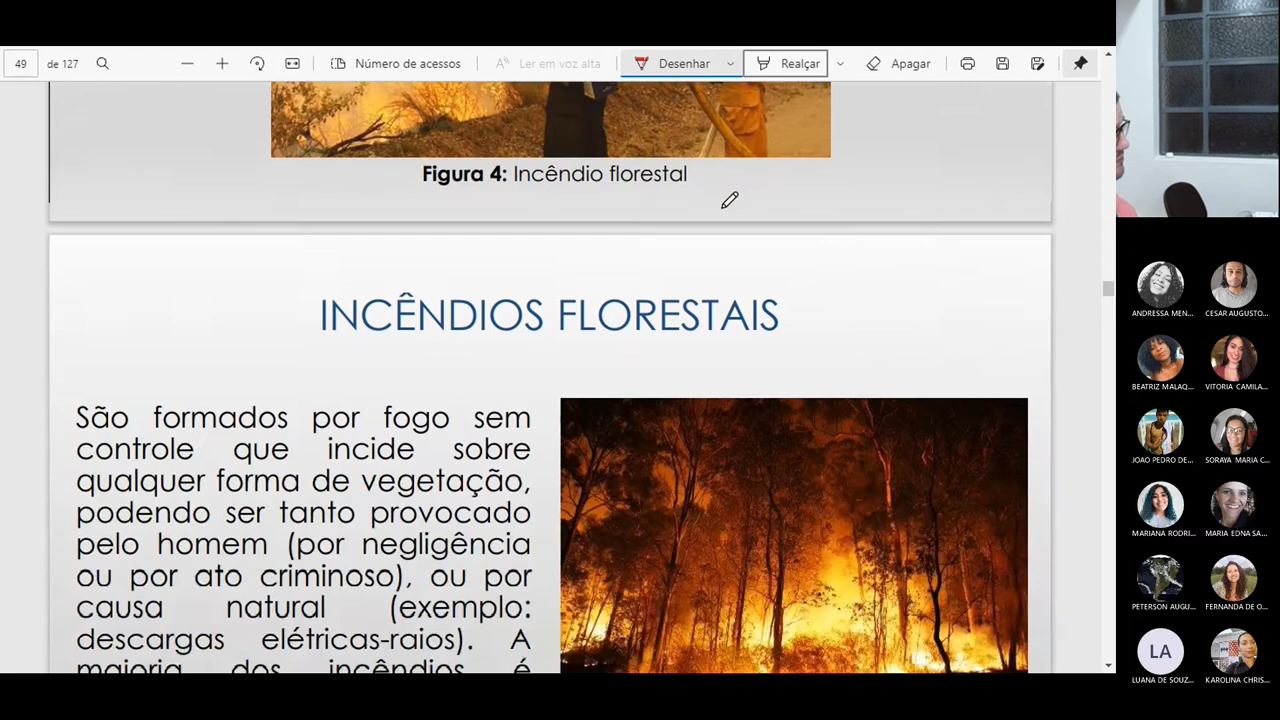 49 de 127
Número de acessos
Ler em voz alta
Desenhar
Realçar
Apagar
Figura 4: Incêndio florestal
INCÊNDIOS FLORESTAIS
São formados por fogo sem
controle que incide sobre
qualquer forma de vegetação,
podendo ser tanto provocado
pelo homem (por negligência
ou por ato criminoso), ou por
causa natural (exemplo:
descargas elétricas-raios). A
maioria dos incêndios é
ANDRESSA MEN...
CESAR AUGUSTO...
BEATRIZ MALAQ...
VITORIA CAMILA...
JOAO PEDRO DE...
SORAYA MARIA C...
MARIANA RODRI...
MARIA EDNA SA...
PETERSON AUGU...
FERNANDA DE O...
LA
LUANA DE SOUZ...
KAROLINA CHRIS...